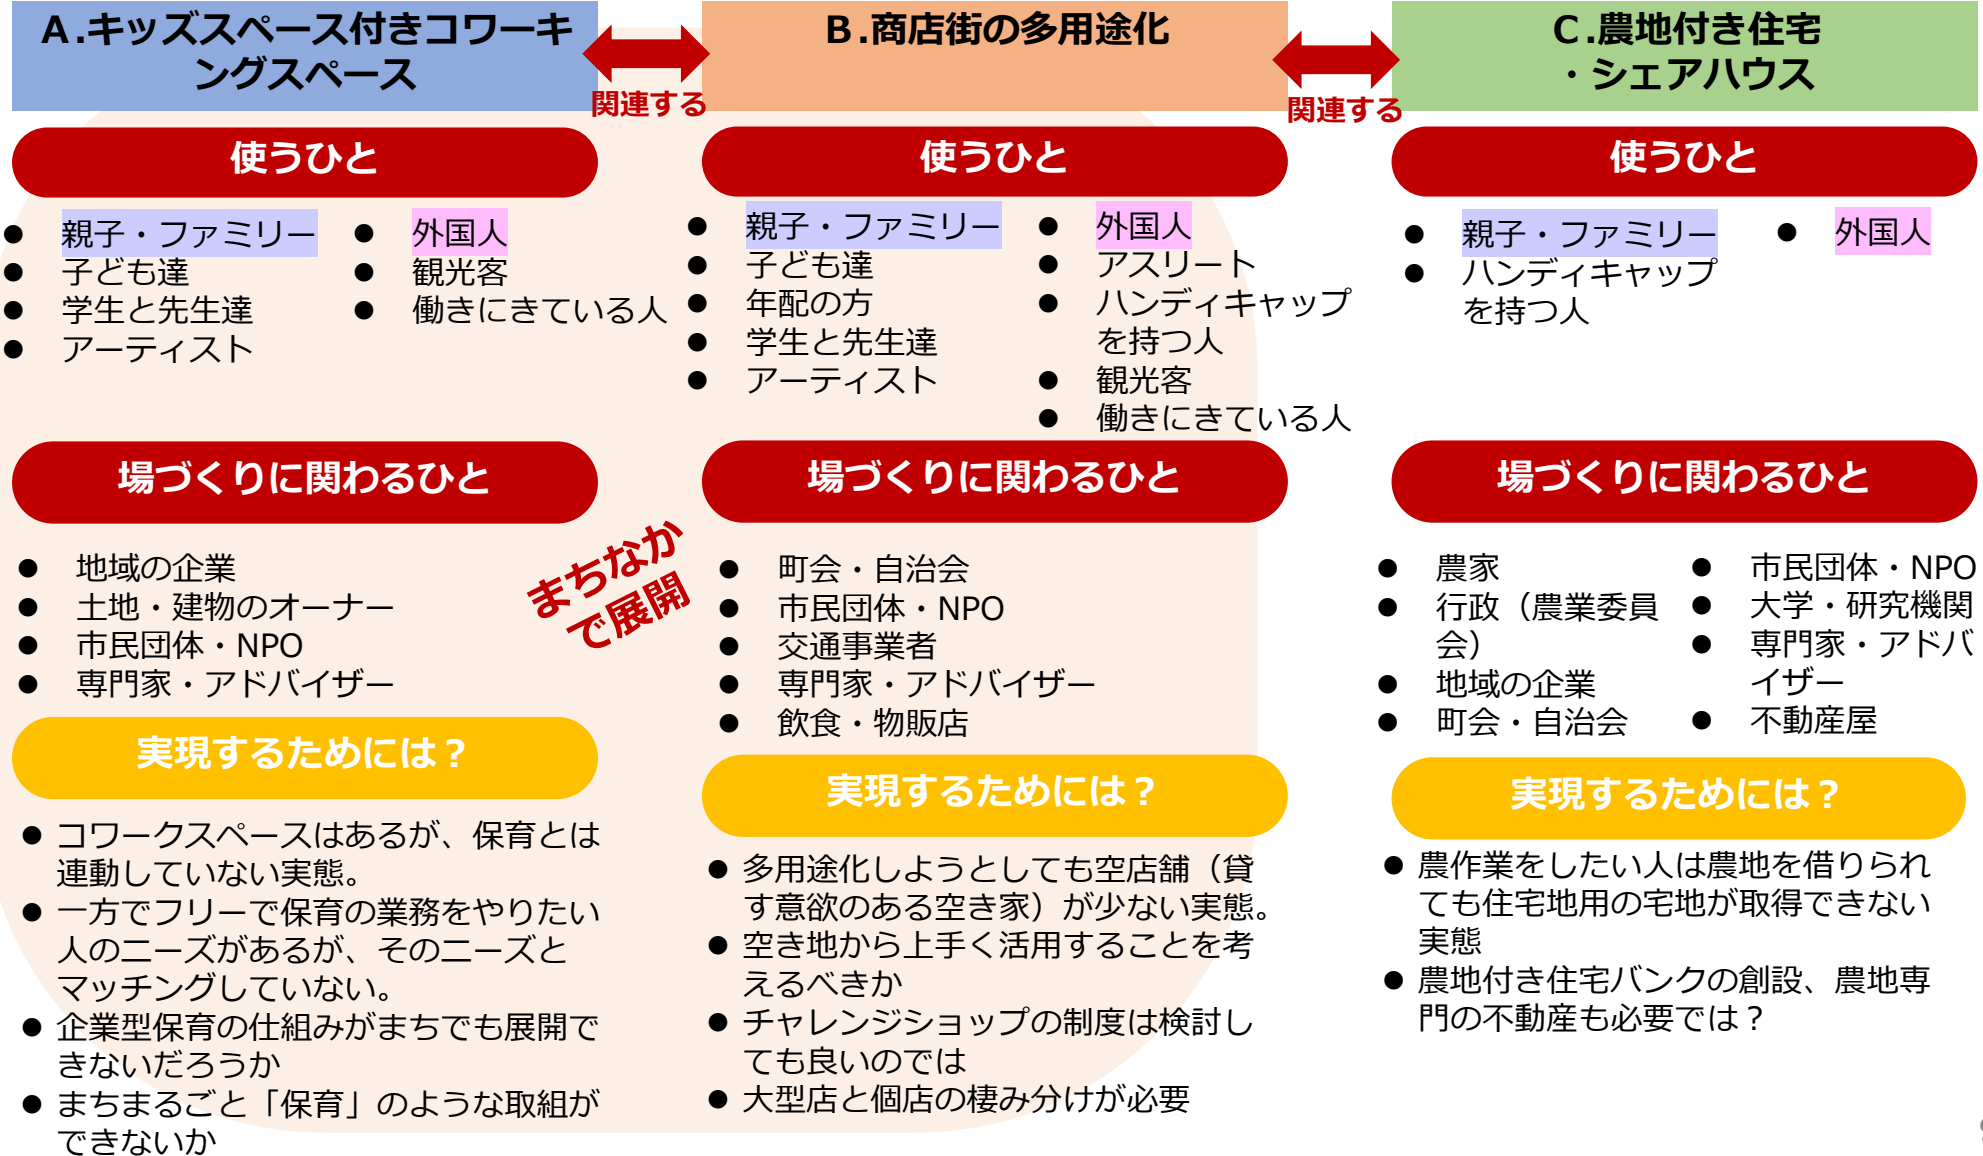 A.キッズスペース付きコワーキ
ングスペース
関連する
B.商店街の多用途化
関連する
C.農地付き住宅
・シェアハウス
使うひと
● 親子・ファミリー
● 子ども達
● 学生と先生達
● アーティスト
● 外国人
● 観光客
● 働きにきている人
場づくりに関わるひと
● 地域の企業
● 土地・建物のオーナー
● 市民団体・NPO
● 専門家・アドバイザー
実現するためには？
● コワークスペースはあるが、保育とは
連動していない実態。
● 一方でフリーで保育の業務をやりたい
人のニーズがあるが、そのニーズと
マッチングしていない。
● 企業型保育の仕組みがまちでも展開で
きないだろうか
● まちまるごと「保育」のような取組が
できないか
まちなか
で展開
使うひと
● 親子・ファミリー
● 子ども達
● 年配の方
● 学生と先生達
● アーティスト
● 外国人
● アスリート
● ハンディキャップ
を持つ人
● 観光客
● 働きにきている人
場づくりに関わるひと
● 町会・自治会
● 市民団体・NPO
● 交通事業者
● 専門家・アドバイザー
● 飲食・物販店
実現するためには？
● 多用途化しようとしても空店舗（貸
す意欲のある空き家）が少ない実態。
● 空き地から上手く活用することを考
えるべきか
● チャレンジショップの制度は検討し
ても良いのでは
● 大型店と個店の棲み分けが必要
使うひと
● 親子・ファミリー
● ハンディキャップ
を持つ人
● 外国人
場づくりに関わるひと
● 農家
● 行政（農業委員
会）
● 地域の企業
● 町会・自治会
● 市民団体・NPO
● 大学・研究機関
● 専門家・アドバ
イザー
● 不動産屋
実現するためには？
● 農作業をしたい人は農地を借りられ
ても住宅地用の宅地が取得できない
実態
● 農地付き住宅バンクの創設、農地専
門の不動産も必要では？